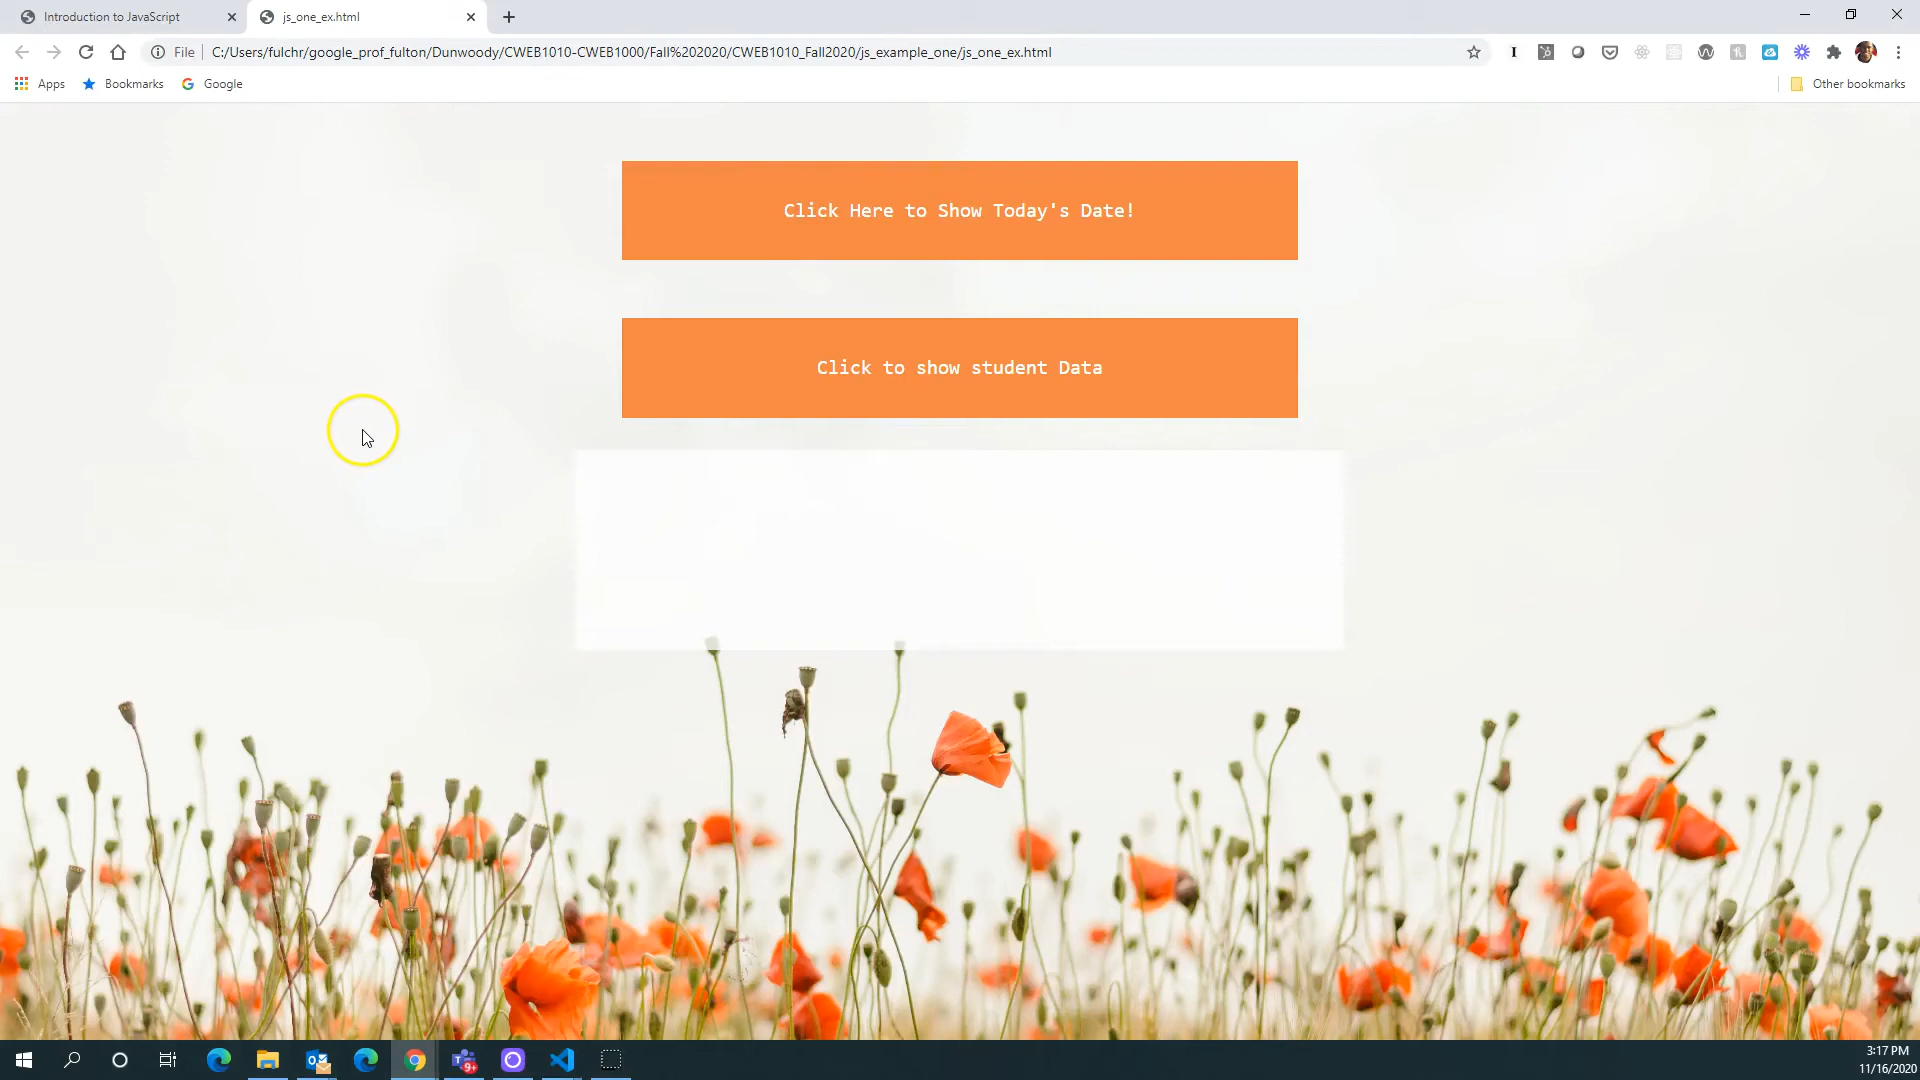 Introduction to JavaScript
js_one_ex.html
File
C:/Users/fulchr/google_prof_fulton/Dunwoody/CWEB1010-CWEB1000/Fall%202020/CWEB1010_Fall2020/js_example_one/js_one_ex.html
Apps
Bookmarks
Google
Other bookmarks
Click Here to Show Today's Date!
Click to show student Data
9+
3:17 PM
11/16/2020